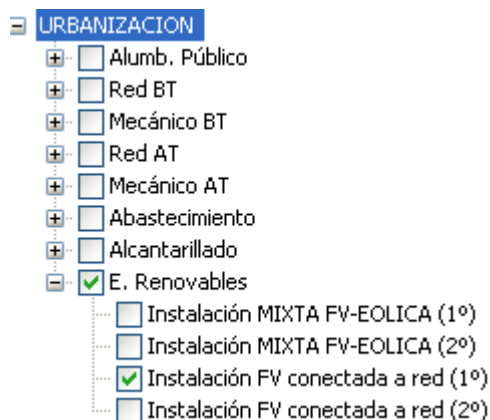 URBANIZACION
Alumb. Público
Red BT
Mecánico BT
Red AT
Mecánico AT
Abastecimiento
Alcantarillado
E. Renovables
Instalación MIXTA FV-EOLICA (1º)
Instalación MIXTA FV-EOLICA (2º)
Instalación FV conectada a red (1º)
Instalación FV conectada a red (2º)